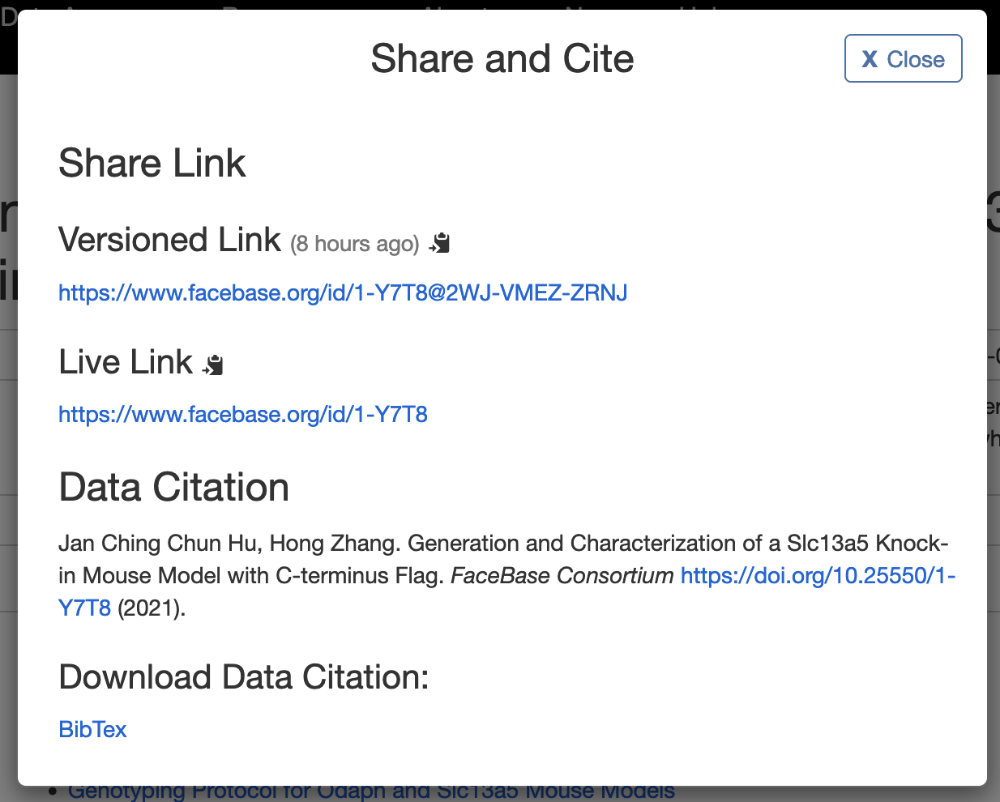 Share and Cite
X Close
Share Link
Versioned Link (8 hours ago)
https://www.facebase.org/id/1-Y7T8@2WJ-VMEZ-ZRNJ
Live Link
https://www.facebase.org/id/1-Y7T8
Data Citation
Jan Ching Chun Hu, Hong Zhang. Generation and Characterization of a Slc13a5 Knock-
in Mouse Model with C-terminus Flag. FaceBase Consortium https://doi.org/10.25550/1-
Y7T8 (2021).
Download Data Citation:
BibTex
Genotyping Protocol for Odaph and Slc13a5 Mouse Models